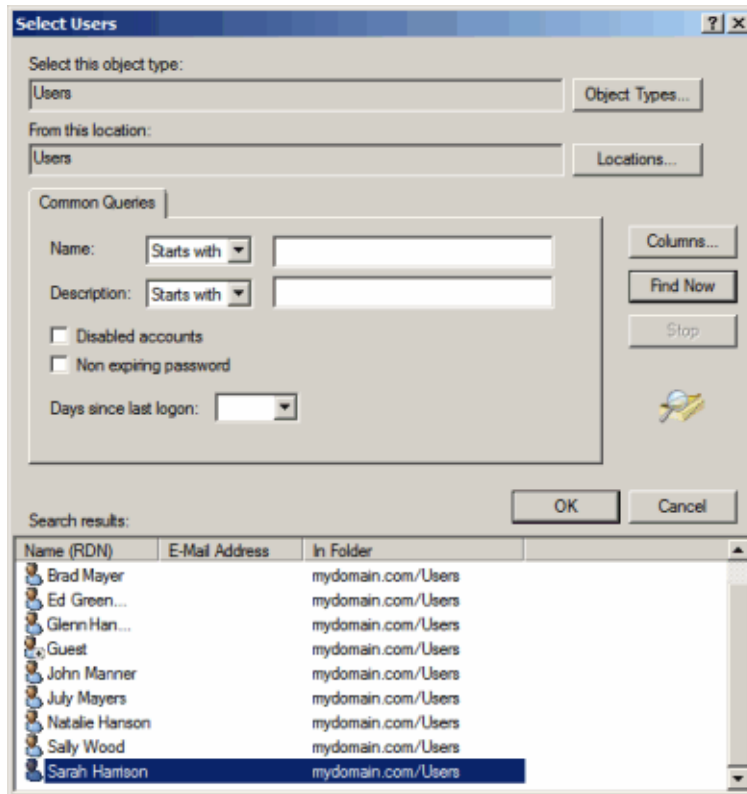 Select Users
Select this object type:
Users
Object Types...
From this location:
Users
Locations...
Common Queries
Name: Starts with
Columns...
Description: Starts with
Find Now
Disabled accounts
Stop
Non expiring password
Days since last logon:
OK Cancel
Search results:
Name (RDN) E-Mail Address In Folder
Brad Mayer mydomain.com/Users
Ed Green... mydomain.com/Users
Glenn Han... mydomain.com/Users
Guest mydomain.com/Users
John Manner mydomain.com/Users
July Mayers mydomain.com/Users
Natalie Hanson mydomain.com/Users
Sally Wood mydomain.com/Users
Sarah Harrison mydomain.com/Users